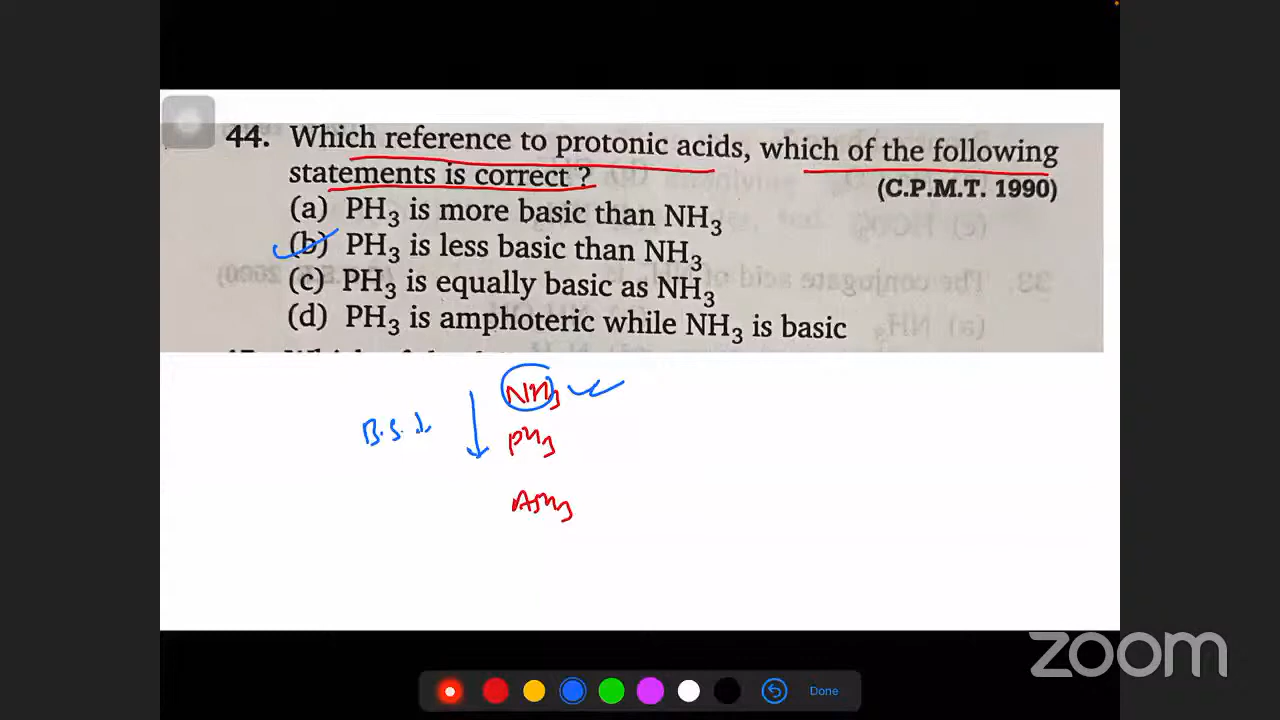 44. Which reference to protonic acids, which of the following
statements is correct ?
(C.P.M.T. 1990)
(a) PH3 is more basic than NH3
(b) PH3 is less basic than NH3
(c) PH3 is equally basic as NH3
(d) PH3 is amphoteric while NH3 is basic
NH3
B.S.
PH3
AsH3
zoom
Done